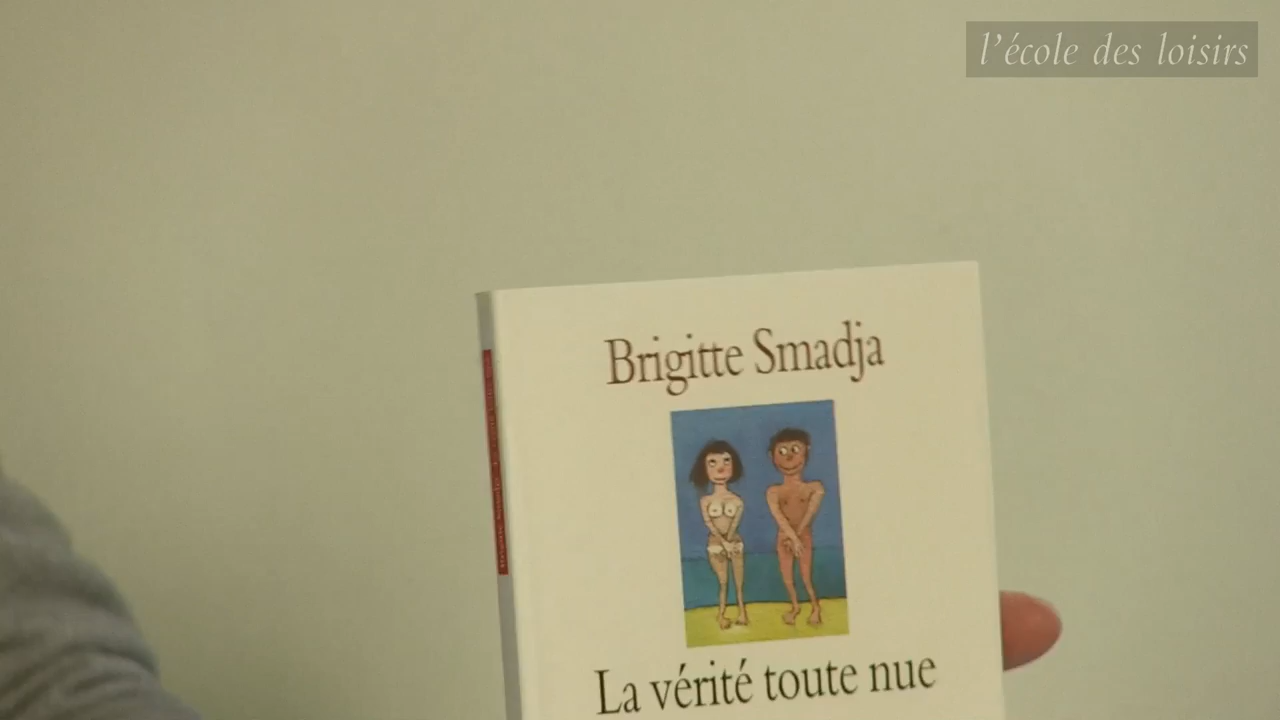 l'école des loisirs
Brigitte Smadja
La vérité toute nue